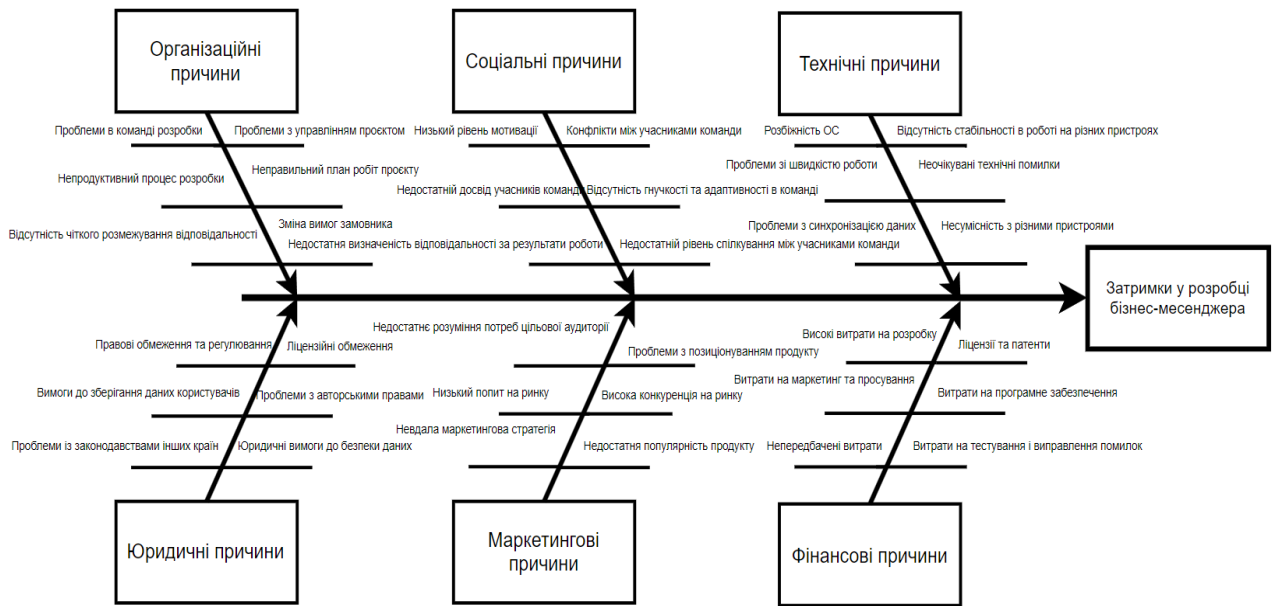 Організаційні
причини
Соціальні причини
Технічні причини
Проблеми в команді розробки
Проблеми з управлінням проєктом
Низький рівень мотивації
Конфлікти між учасниками команди
Розбіжність ОС
Відсутність стабільності в роботі на різних пристроях
Непродуктивний процес розробки
Неправильний план робіт проєкту
Недостатній досвід учасників команди
Відсутність гнучкості та адаптивності в команді
Проблеми зі швидкістю роботи
Неочікувані технічні помилки
Відсутність чіткого розмежування відповідальності
Зміна вимог замовника
Недостатня визначеність відповідальності за результати роботи
Недостатній рівень спілкування між учасниками команди
Проблеми з синхронізацією даних
Несумісність з різними пристроями
Затримки у розробці
бізнес-месенджера
Правові обмеження та регулювання
Ліцензійні обмеження
Недостатнє розуміння потреб цільової аудиторії
Проблеми з позиціонуванням продукту
Високі витрати на розробку
Ліцензії та патенти
Вимоги до зберігання даних користувачів
Проблеми з авторськими правами
Низький попит на ринку
Висока конкуренція на ринку
Витрати на маркетинг та просування
Витрати на програмне забезпечення
Проблеми із законодавствами інших країн
Юридичні вимоги до безпеки даних
Невдала маркетингова стратегія
Недостатня популярність продукту
Непередбачені витрати
Витрати на тестування і виправлення помилок
Юридичні причини
Маркетингові
причини
Фінансові причини